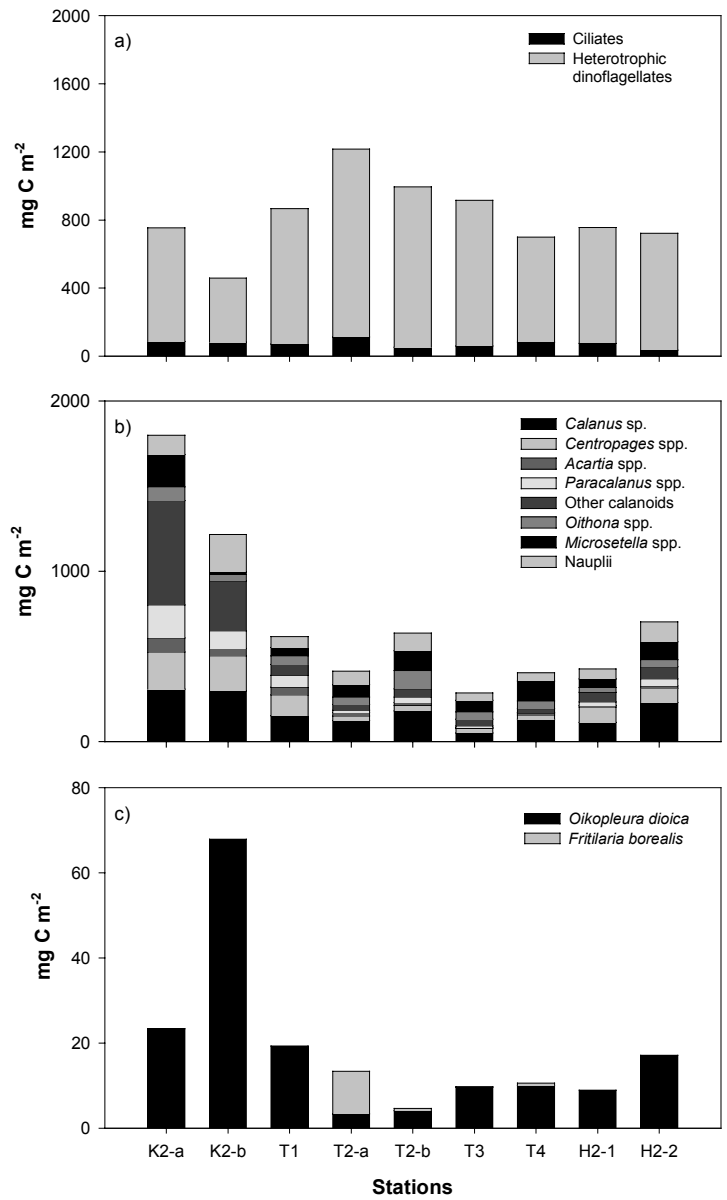 2000
1600
1200
800
400
0
mg C m-2
a)
Ciliates
Heterotrophic
dinoflagellates
2000
1000
0
mg C m-2
b)
Calanus sp.
Centropages spp.
Acartia spp.
Paracalanus spp.
Other calanoids
Oithona spp.
Microsetella spp.
Nauplii
80
60
40
20
0
mg C m-2
c)
Oikopleura dioica
Fritilaria borealis
K2-a K2-b T1 T2-a T2-b T3 T4 H2-1 H2-2
Stations